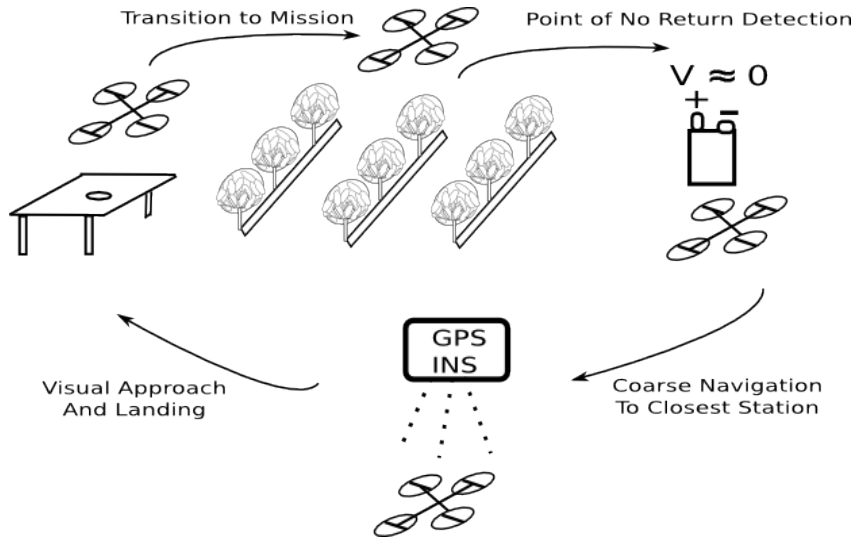 Transition to Mission
Point of No Return Detection
V ≈ 0
+ -
GPS
INS
Visual Approach
And Landing
Coarse Navigation
To Closest Station